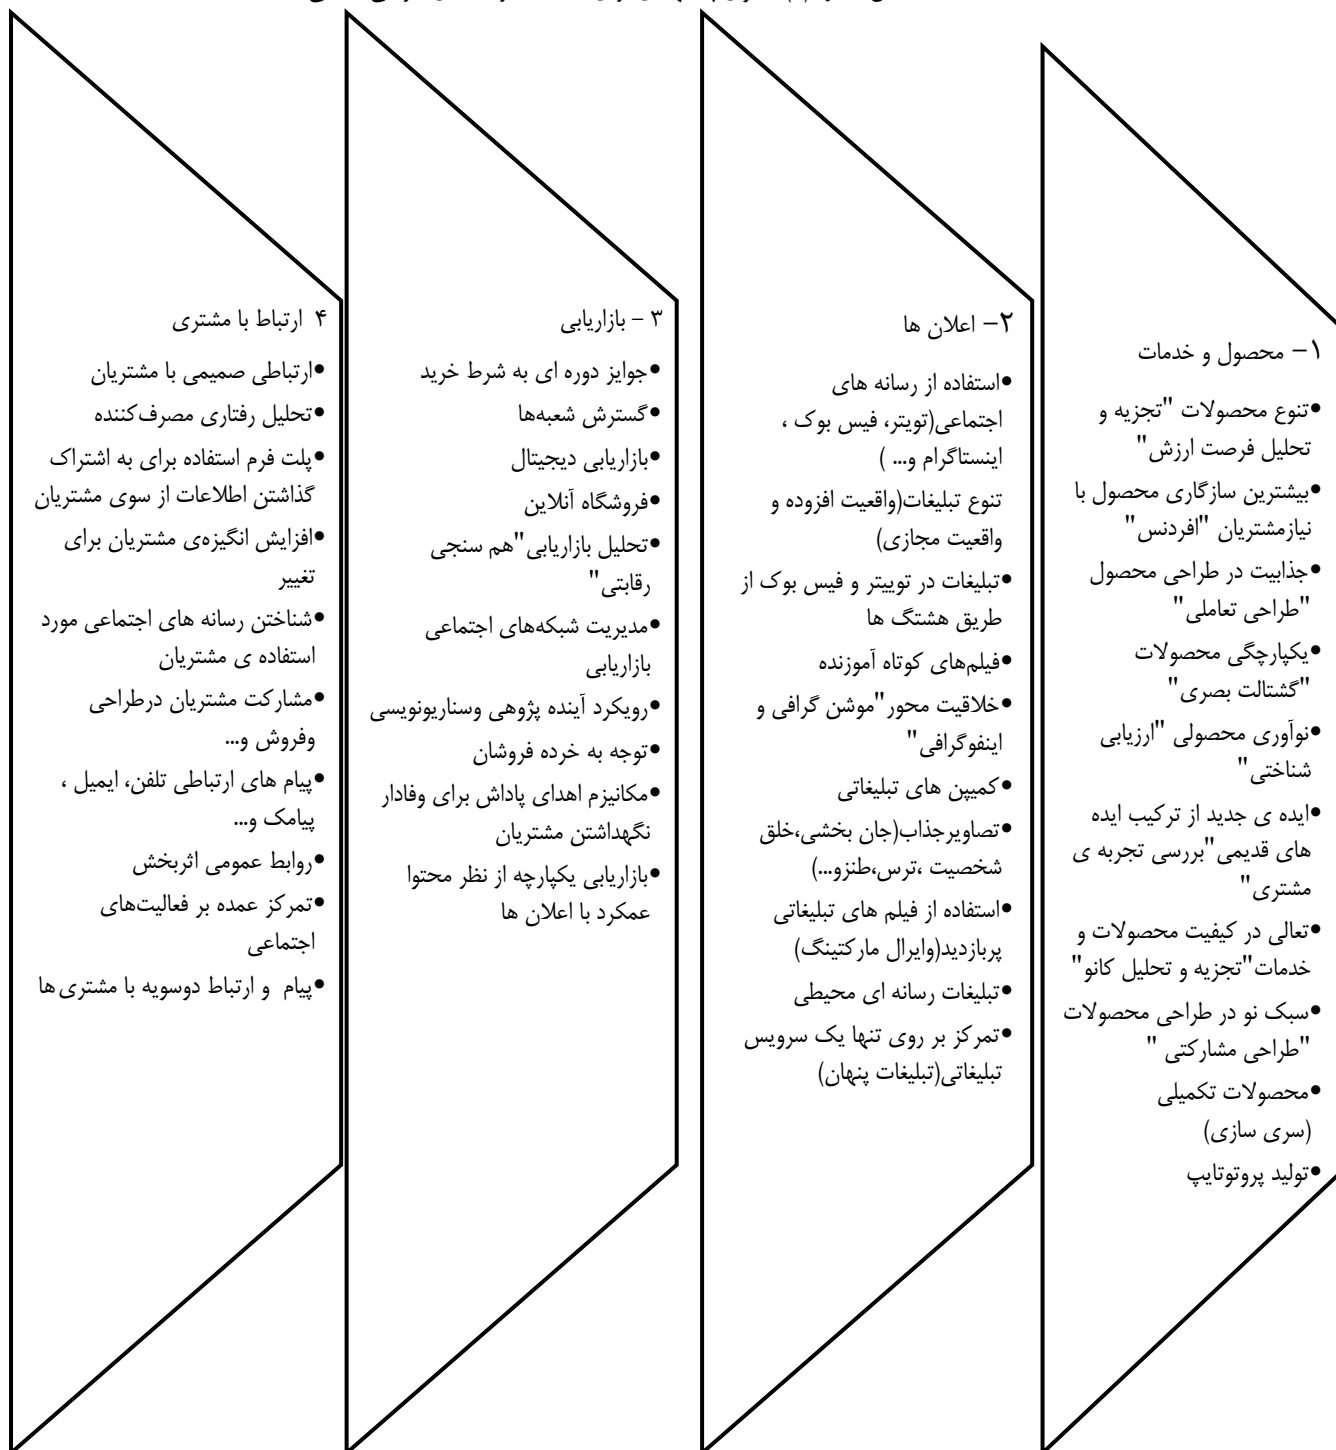 ۱– محصول و خدمات
•تنوع محصولات "تجزیه و
تحلیل فرصت ارزش"
•بیشترین سازگاری محصول با
نیازمشتریان "افردنس"
•جذابیت در طراحی محصول
"طراحی تعاملی"
•یکپارچگی محصولات
"گشتالت بصری"
•نوآوری محصولی "ارزیابی
شناختی"
•ایده ی جدید از ترکیب ایده
های قدیمی"بررسی تجربه ی
مشتری"
•تعالی در کیفیت محصولات و
خدمات"تجزیه و تحلیل کانو"
•سبک نو در طراحی محصولات
"طراحی مشارکتی "
•محصولات تکمیلی
(سری سازی)
•تولید پروتوتایپ
۲– اعلان ها
•استفاده از رسانه های
اجتماعی(تویتر، فیس بوک ،
اینستاگرام و... )
تنوع تبلیغات(واقعیت افزوده و
واقعیت مجازی)
•تبلیغات در توییتر و فیس بوک از
طریق هشتگ ها
•فیلم‌های کوتاه آموزنده
•خلاقیت محور"موشن گرافی و
اینفوگرافی"
•کمیپن های تبلیغاتی
•تصاویرجذاب(جان بخشی،خلق
شخصیت ،ترس،طنزو...)
•استفاده از فیلم های تبلیغاتی
پربازدید(وایرال مارکتینگ)
•تبلیغات رسانه ای محیطی
•تمرکز بر روی تنها یک سرویس
تبلیغاتی(تبلیغات پنهان)
۳ – بازاریابی
•جوایز دوره ای به شرط خرید
•گسترش شعبه‌ها
•بازاریابی دیجیتال
•فروشگاه آنلاین
•تحلیل بازاریابی"هم سنجی
رقابتی"
•مدیریت شبکه‌های اجتماعی
بازاریابی
•رویکرد آینده پژوهی وسناریونویسی
•توجه به خرده فروشان
•مکانیزم اهدای پاداش برای وفادار
نگهداشتن مشتریان
•بازاریابی یکپارچه از نظر محتوا
عمکرد با اعلان ها
۴ ارتباط با مشتری
•ارتباطی صمیمی با مشتریان
•تحلیل رفتاری مصرف‌کننده
•پلت فرم استفاده برای به اشتراک
گذاشتن اطلاعات از سوی مشتریان
•افزایش انگیزه‌ی مشتریان برای
تغییر
•شناختن رسانه های اجتماعی مورد
استفاده ی مشتریان
•مشارکت مشتریان درطراحی
وفروش و...
•پیام های ارتباطی تلفن، ایمیل ،
پیامک و...
•روابط عمومی اثربخش
•تمرکز عمده بر فعالیت‌های
اجتماعی
•پیام و ارتباط دوسویه با مشتری ها